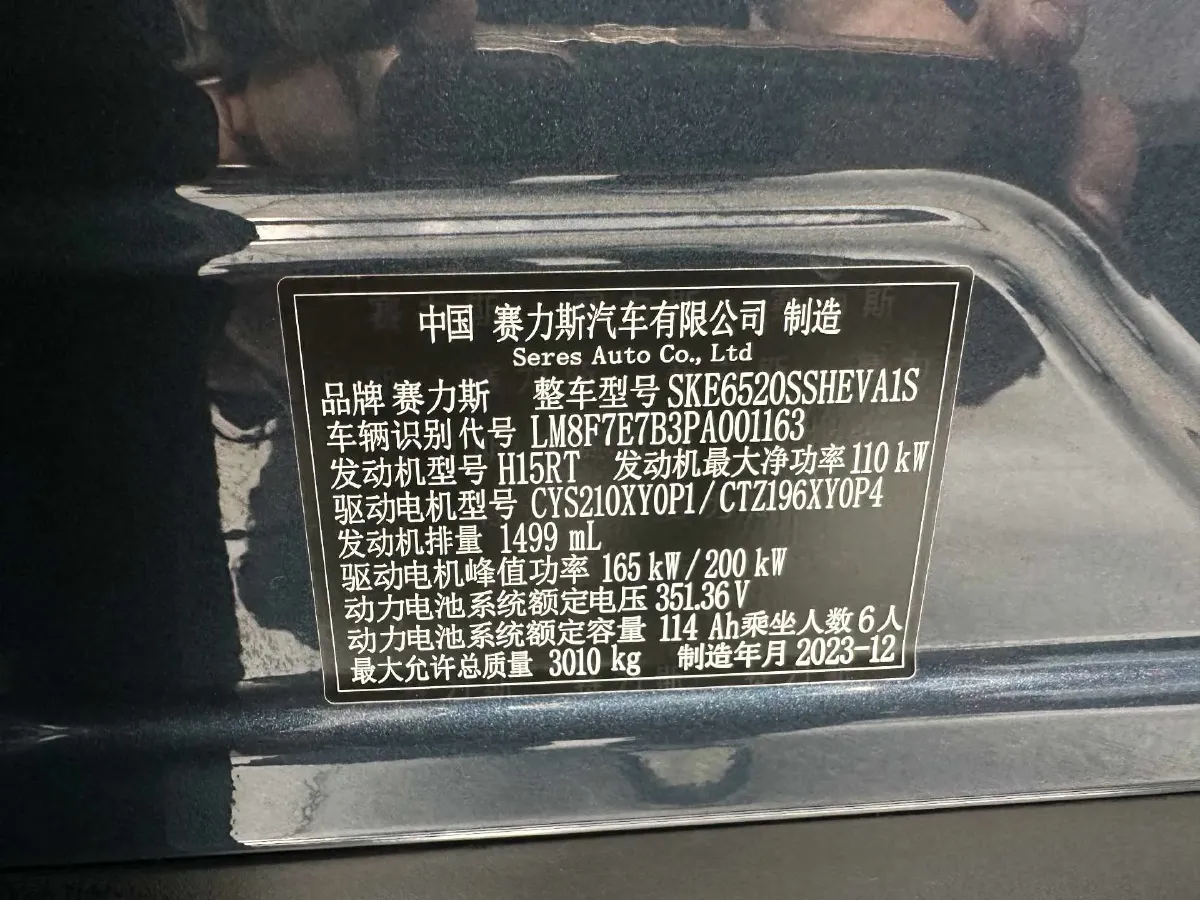 中国 赛力斯汽车有限公司 制造
Seres Auto Co., Ltd
品牌 赛力斯 整车型号 SKE6520SSHEVA1S
车辆识别代号 LM8F7E7B3PA001163
发动机型号 H15RT 发动机最大净功率 110 kW
驱动电机型号 CYS210XY0P1/CTZ196XY0P4
发动机排量 1499 mL
驱动电机峰值功率 165 kW/200 kW
动力电池系统额定电压 351.36V
动力电池系统额定容量 114 Ah乘坐人数 6人
最大允许总质量 3010 kg 制造年月 2023-12